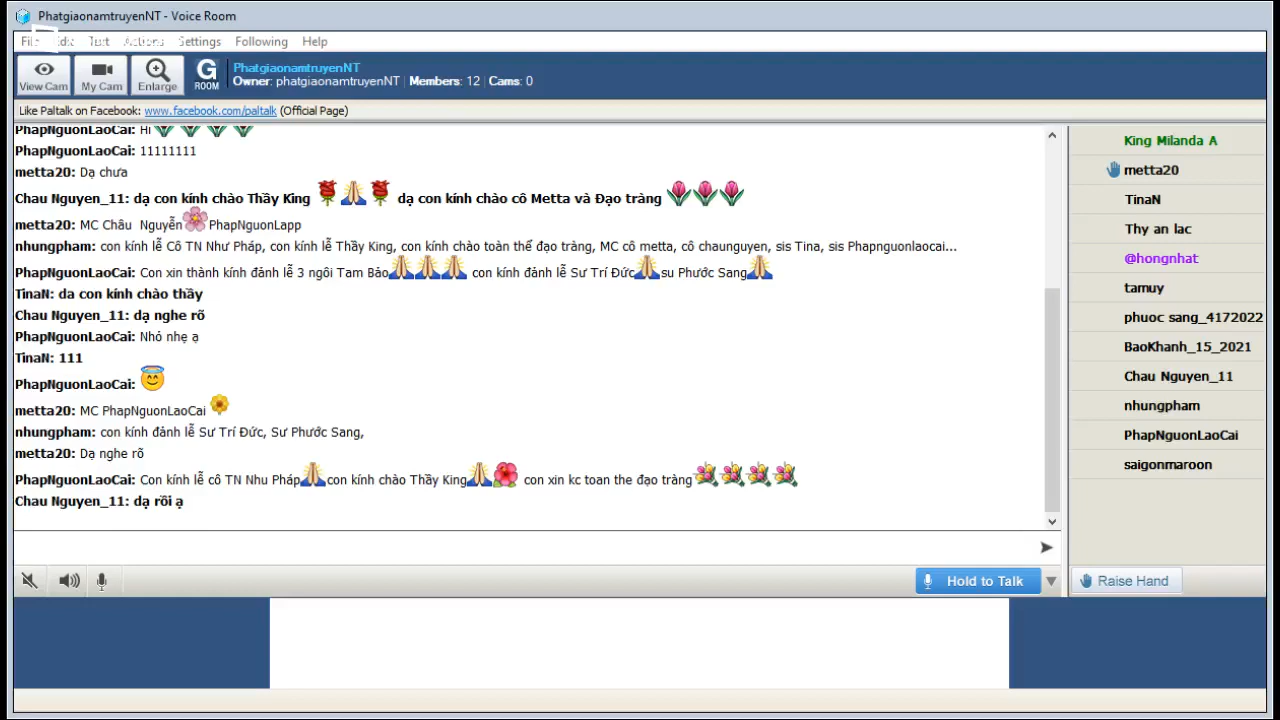 PhatgiaonamtruyenNT - Voice Room
Text Actions Settings Following Help
View Cam My Cam Enlarge G ROOM
PhatgiaonamtruyenNT
Owner: phatgiaonamtruyenNT | Members: 12 | Cams: 0
Like Paltalk on Facebook: www.facebook.com/paltalk (Official Page)
PhapNguonLaoCai: Hi
PhapNguonLaoCai: 11111111
metta20: Dạ chưa
Chau Nguyen_11: dạ con kính chào Thầy King dạ con kính chào cô Metta và Đạo tràng
metta20: MC Châu Nguyễn PhapNguonLapp
nhungpham: con kính lễ Cô TN Như Pháp, con kính lễ Thầy King, con kính chào toàn thể đạo tràng, MC cô metta, cô chaunguyen, sis Tina, sis Phapnguonlaocai...
PhapNguonLaoCai: Con xin thành kính đảnh lễ 3 ngôi Tam Bảo con kính đảnh lễ Sư Trí Đức su Phước Sang
TinaN: da con kính chào thầy
Chau Nguyen_11: dạ nghe rõ
PhapNguonLaoCai: Nhỏ nhẹ ạ
TinaN: 111
PhapNguonLaoCai:
metta20: MC PhapNguonLaoCai
nhungpham: con kính đảnh lễ Sư Trí Đức, Sư Phước Sang,
metta20: Dạ nghe rõ
PhapNguonLaoCai: Con kính lễ cô TN Nhu Pháp con kính chào Thầy King con xin kc toan the đạo tràng
Chau Nguyen_11: dạ rồi ạ
King Milanda A
metta20
TinaN
Thy an lac
@hongnhat
tamuy
phuoc sang_4172022
BaoKhanh_15_2021
Chau Nguyen_11
nhungpham
PhapNguonLaoCai
saigonmaroon
Hold to Talk
Raise Hand